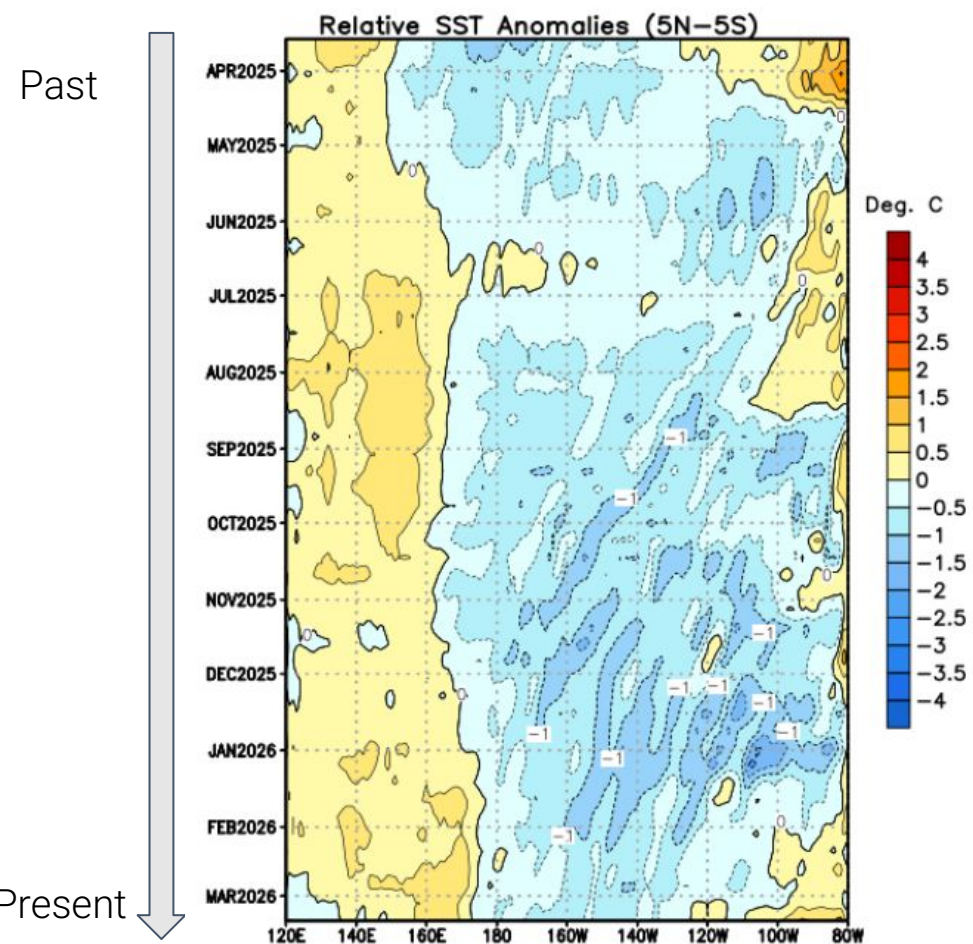 Relative SST Anomalies (5N-5S)
Past
Present
APR2025
MAY2025
JUN2025
JUL2025
AUG2025
SEP2025
OCT2025
NOV2025
DEC2025
JAN2026
FEB2026
MAR2026
0
0
0
0
-1
-1
0
0
-1
-1
-1
-1
0
-1
-1
-1
0
-1
120E 140E 160E 180 160W 140W 120W 100W 80W
Deg. C
4
3.5
3
2.5
2
1.5
1
0.5
0
-0.5
-1
-1.5
-2
-2.5
-3
-3.5
-4